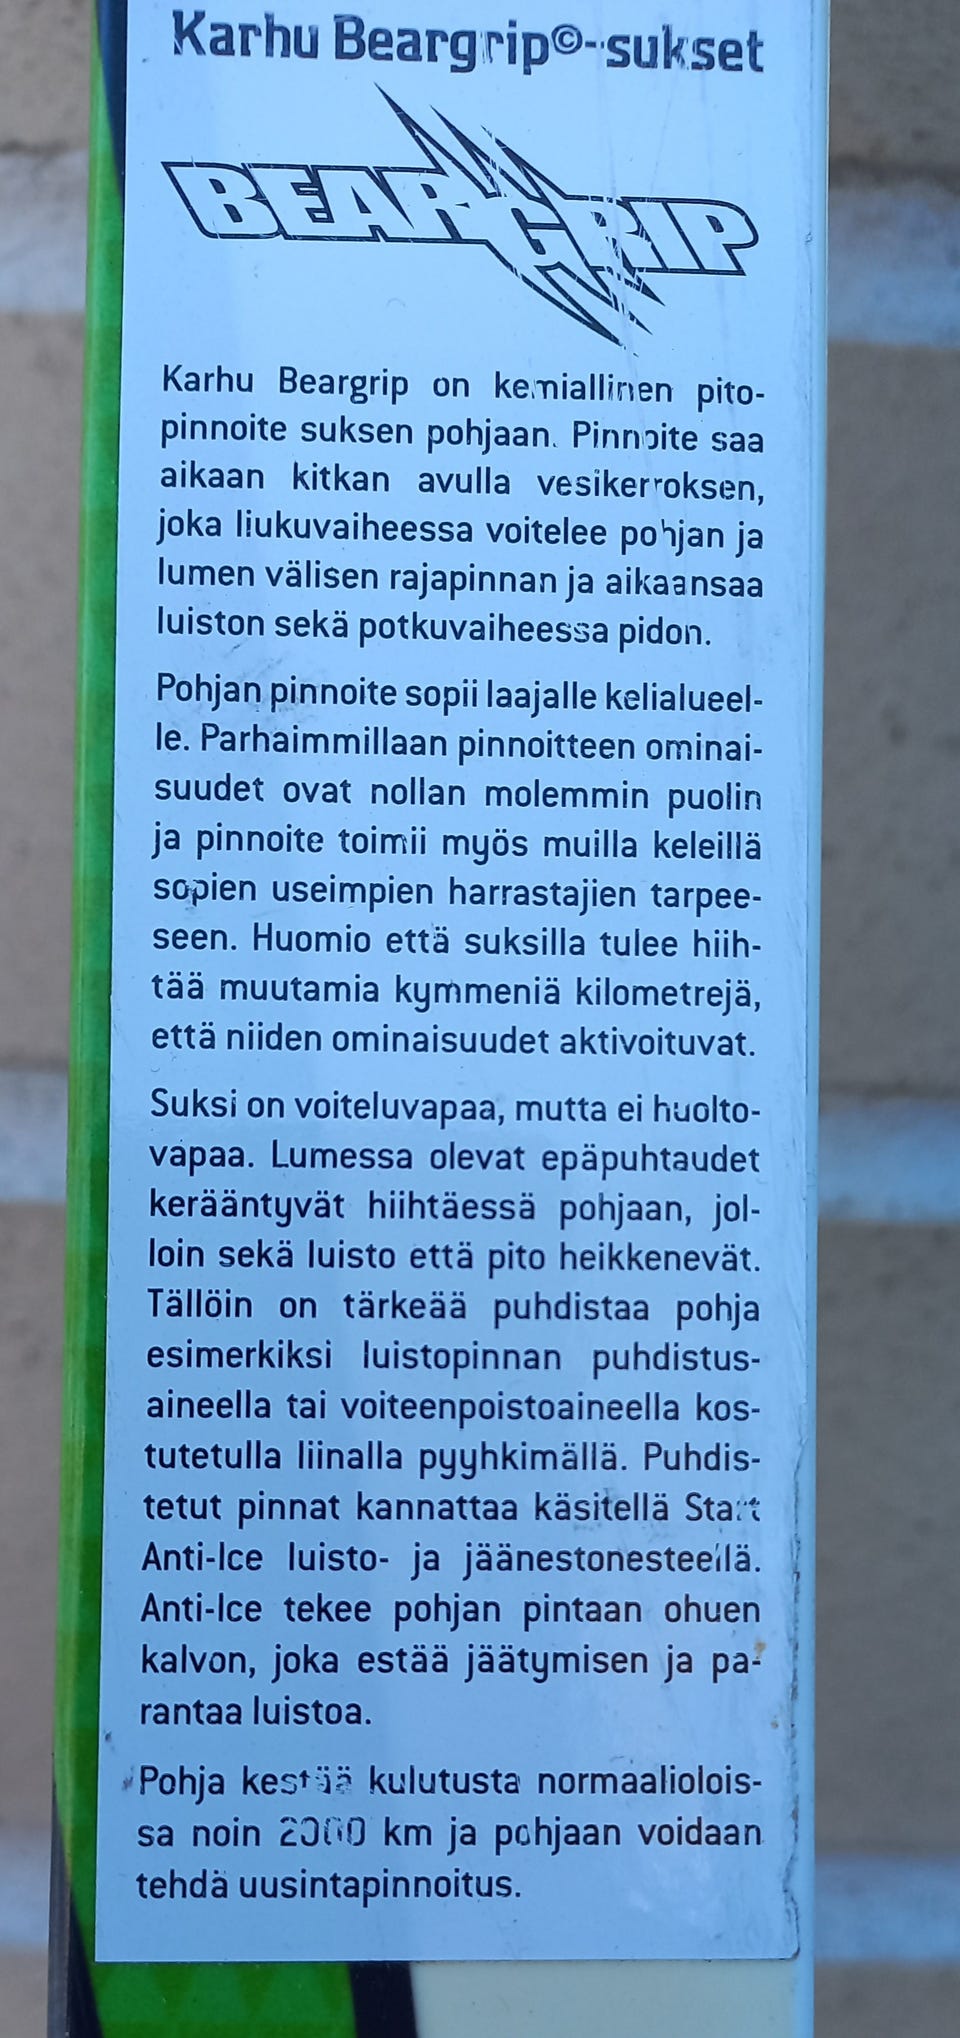 Karhu Beargrip©-sukset
BEARGRIP
Karhu Beargrip on kemiallinen pito-
pinnoite suksen pohjaan. Pinnoite saa
aikaan kitkan avulla vesikerroksen,
joka liukuvaiheessa voitelee pohjan ja
lumen välisen rajapinnan ja aikaansaa
luiston sekä potkuvaiheessa pidon.
Pohjan pinnoite sopii laajalle kelialueel-
le. Parhaimmillaan pinnoitteen ominai-
suudet ovat nollan molemmin puolin
ja pinnoite toimii myös muilla keleillä
sopien useimpien harrastajien tarpee-
seen. Huomio että suksilla tulee hiih-
tää muutamia kymmeniä kilometrejä,
että niiden ominaisuudet aktivoituvat.
Suksi on voiteluvapaa, mutta ei huolto-
vapaa. Lumessa olevat epäpuhtaudet
kerääntyvät hiihtäessä pohjaan, jol-
loin sekä luisto että pito heikkenevät.
Tällöin on tärkeää puhdistaa pohja
esimerkiksi luistopinnan puhdistus-
aineella tai voiteenpoistoaineella kos-
tutetulla liinalla pyyhkimällä. Puhdis-
tetut pinnat kannattaa käsitellä Start
Anti-Ice luisto- ja jäänestonesteellä.
Anti-Ice tekee pohjan pintaan ohuen
kalvon, joka estää jäätymisen ja pa-
rantaa luistoa.
Pohja kestää kulutusta normaaliolois-
sa noin 2000 km ja pohjaan voidaan
tehdä uusintapinnoitus.